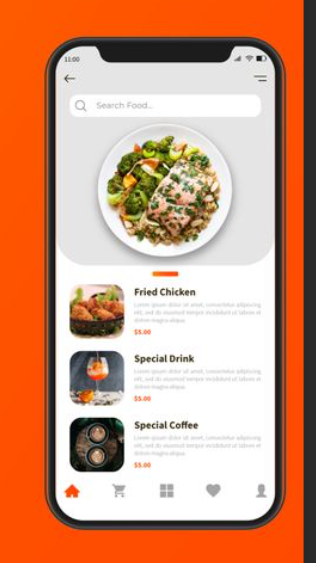 11:00
Search Food...
Fried Chicken
Lorem ipsum dolor sit amet, consectetur adipiscing
elit, sed do eiusmod tempor incididunt ut labore et
dolore magna aliqua.
$5.00
Special Drink
Lorem ipsum dolor sit amet, consectetur adipiscing
elit, sed do eiusmod tempor incididunt ut labore et
dolore magna aliqua.
$5.00
Special Coffee
Lorem ipsum dolor sit amet, consectetur adipiscing
elit, sed do eiusmod tempor incididunt ut labore et
dolore magna aliqua.
$5.00